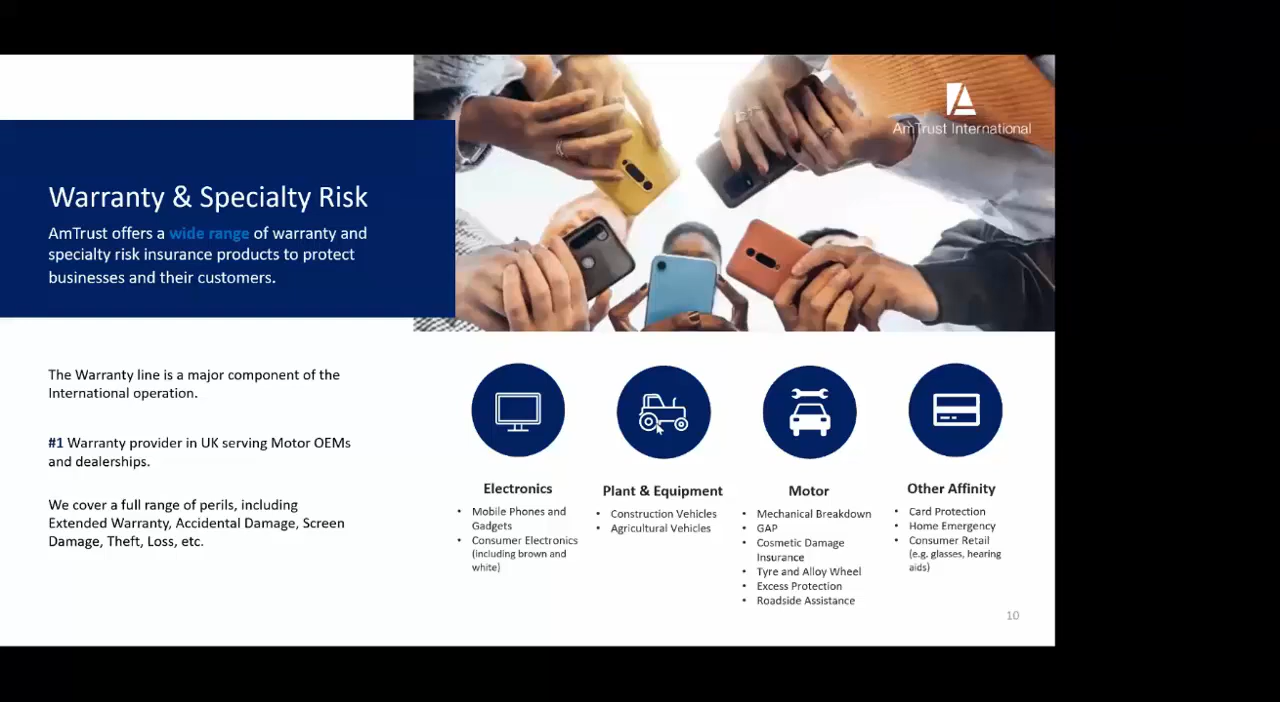 AmTrust International
Warranty & Specialty Risk
AmTrust offers a wide range of warranty and
specialty risk insurance products to protect
businesses and their customers.
The Warranty line is a major component of the
International operation.
#1 Warranty provider in UK serving Motor OEMs
and dealerships.
We cover a full range of perils, including
Extended Warranty, Accidental Damage, Screen
Damage, Theft, Loss, etc.
Electronics
• Mobile Phones and
Gadgets
• Consumer Electronics
(including brown and
white)
Plant & Equipment
• Construction Vehicles
• Agricultural Vehicles
Motor
• Mechanical Breakdown
• GAP
• Cosmetic Damage
Insurance
• Tyre and Alloy Wheel
• Excess Protection
• Roadside Assistance
Other Affinity
• Card Protection
• Home Emergency
• Consumer Retail
(e.g. glasses, hearing
aids)
10